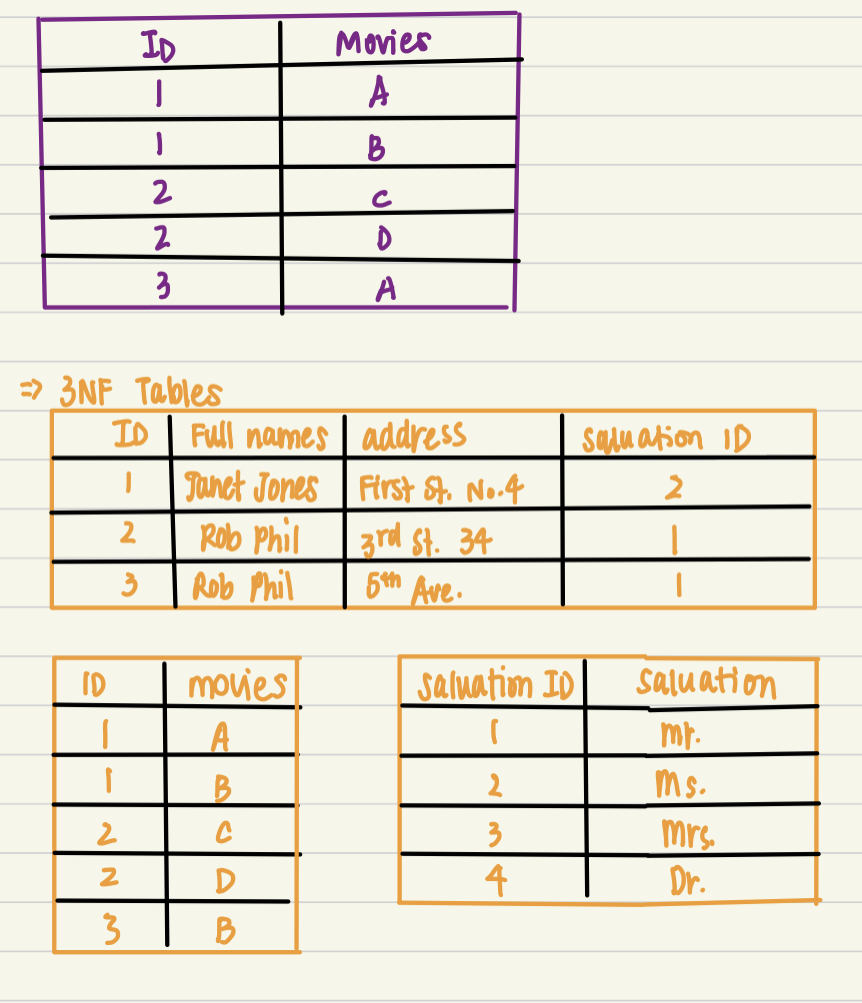 ID Movies
1 A
1 B
2 C
2 D
3 A
⇒ 3NF Tables
ID Full names address saluation ID
1 Janet Jones First St. No.4 2
2 Rob Phil 3rd St. 34 1
3 Rob Phil 5th Ave. 1
ID movies
1 A
1 B
2 C
2 D
3 B
saluation ID saluation
1 mr.
2 Ms.
3 Mrs.
4 Dr.